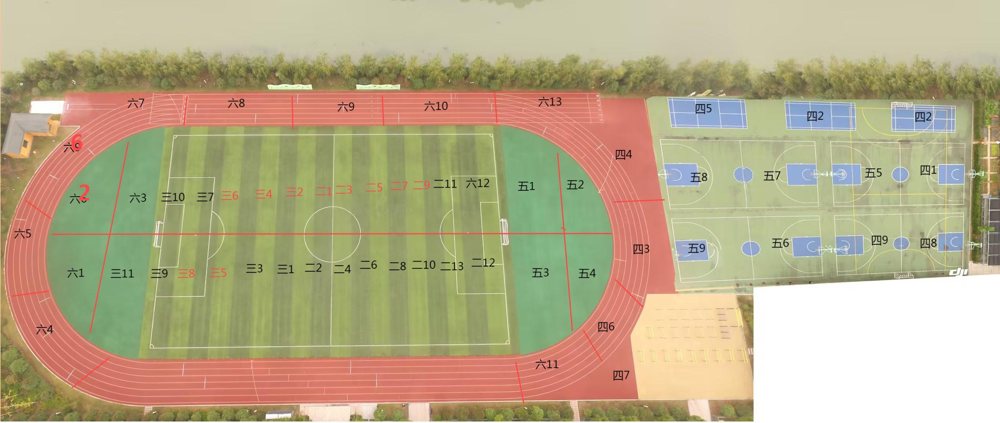 六7 六8 六9 六10 六13
四5 四2 四2
六9 6
四4
六6 2 六3 三10 三7 三6 三4 三2 二1 二3 二5 二7 二9 二11 六12 五1 五2
五8 五7 五5 四1
六5
四3 五9 五6 四9 四8
六1 三11 三9 三8 三5 三3 三1 二2 二4 二6 二8 二10 二13 二12 五3 五4
dji
六4 四6
六11 四7